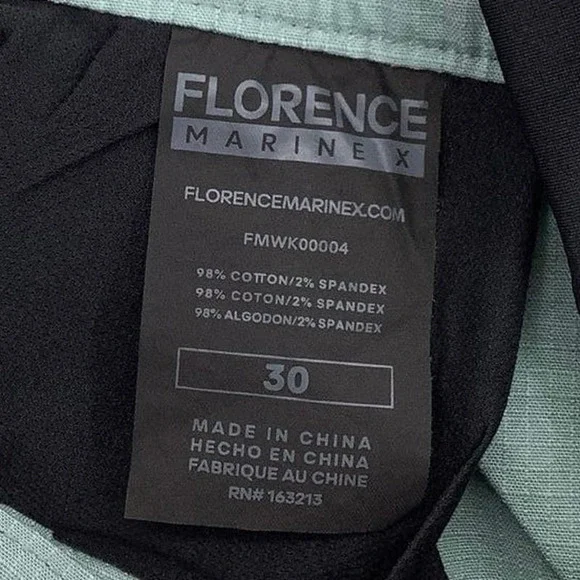 FLORENCE
MARINE X
FLORENCEMARINEX.COM
FMWK00004
98% COTTON/2% SPANDEX
98% COTON/2% SPANDEX
98% ALGODON/2% SPANDEX
30
MADE IN CHINA
HECHO EN CHINA
FABRIQUE AU CHINE
RN# 163213